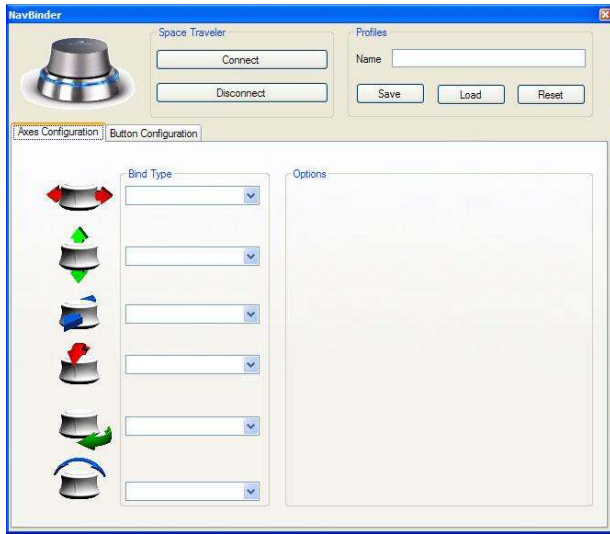 NavBinder
Space Traveler
Connect
Disconnect
Profiles
Name
Save Load Reset
Axes Configuration Button Configuration
Bind Type
Options